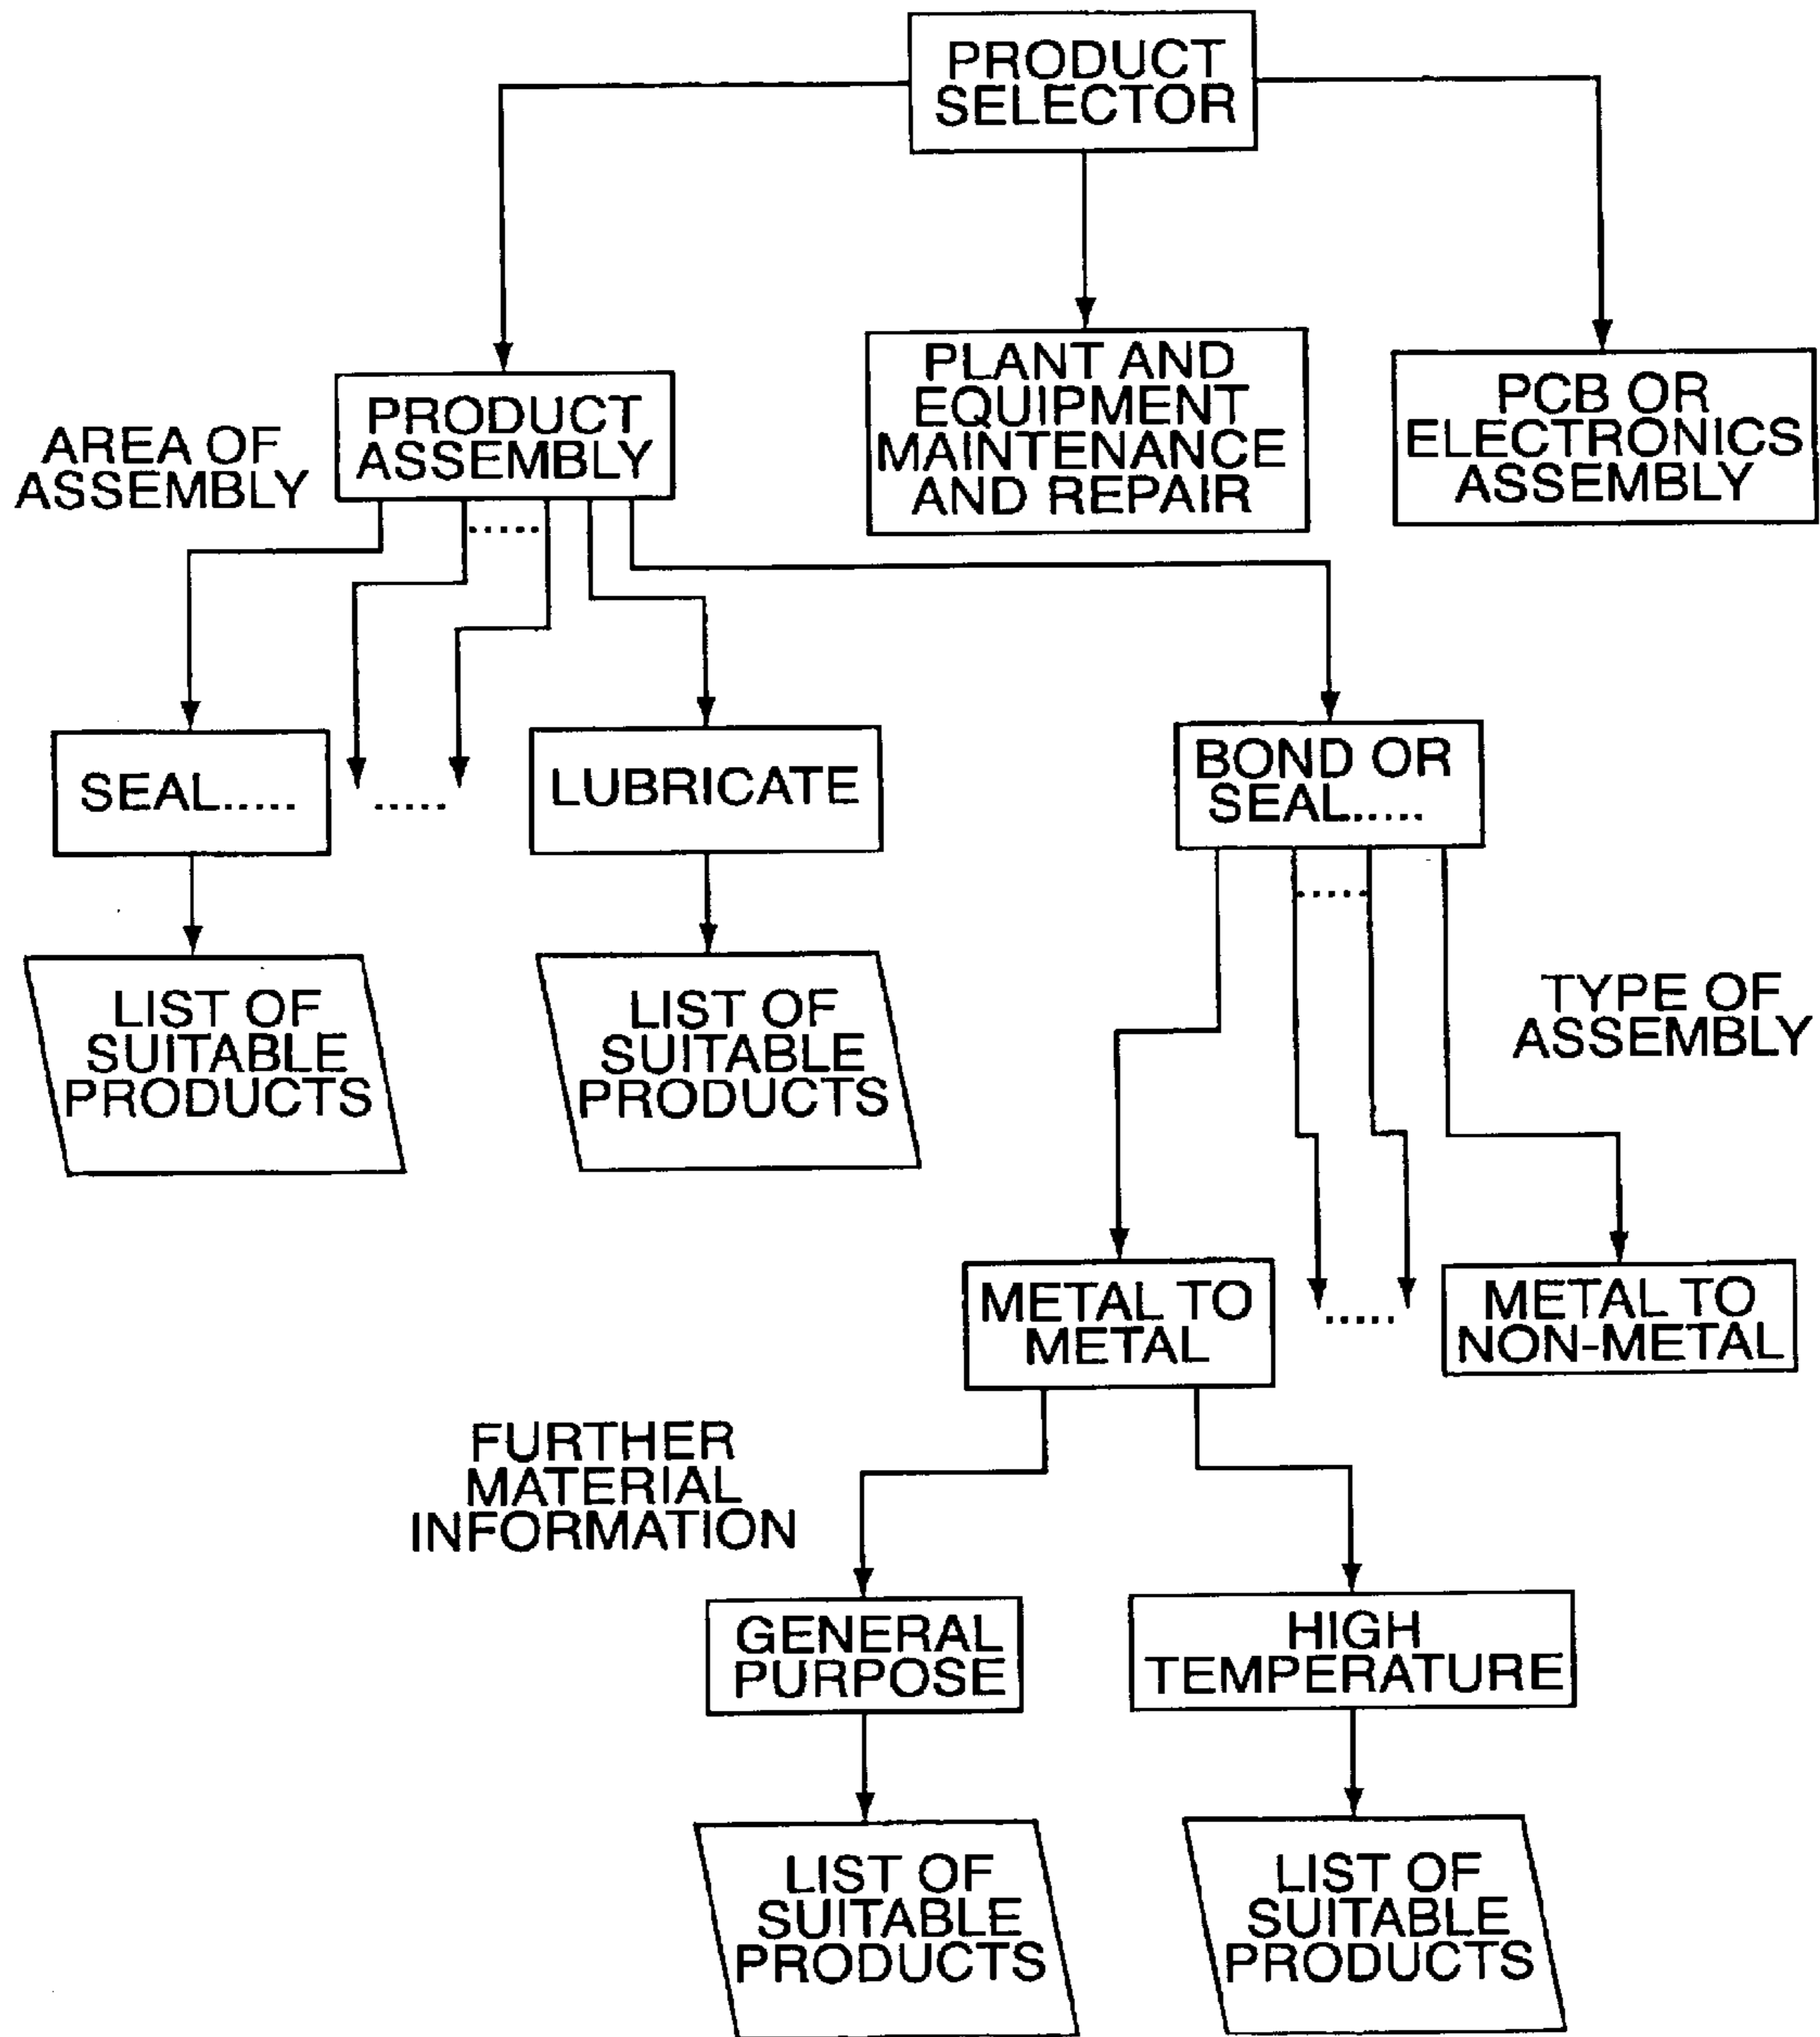 PRODUCT
SELECTOR
AREA OF
ASSEMBLY
PRODUCT
ASSEMBLY
PLANT AND
EQUIPMENT
MAINTENANCE
AND REPAIR
PCB OR
ELECTRONICS
ASSEMBLY
.....
SEAL.....
.....
LUBRICATE
BOND OR
SEAL.....
.....
LIST OF
SUITABLE
PRODUCTS
LIST OF
SUITABLE
PRODUCTS
TYPE OF
ASSEMBLY
METAL TO
METAL
.....
METAL TO
NON-METAL
FURTHER
MATERIAL
INFORMATION
GENERAL
PURPOSE
HIGH
TEMPERATURE
LIST OF
SUITABLE
PRODUCTS
LIST OF
SUITABLE
PRODUCTS